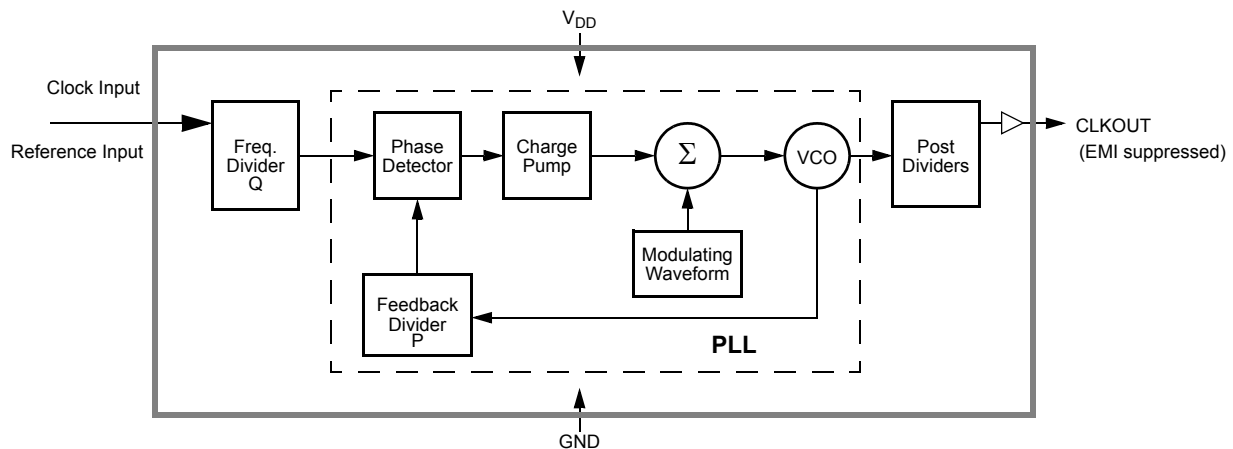 V_DD
Clock Input
Reference Input
Freq.
Divider
Q
Phase
Detector
Charge
Pump
Σ
VCO
Post
Dividers
CLKOUT
(EMI suppressed)
Modulating
Waveform
Feedback
Divider
P
PLL
GND